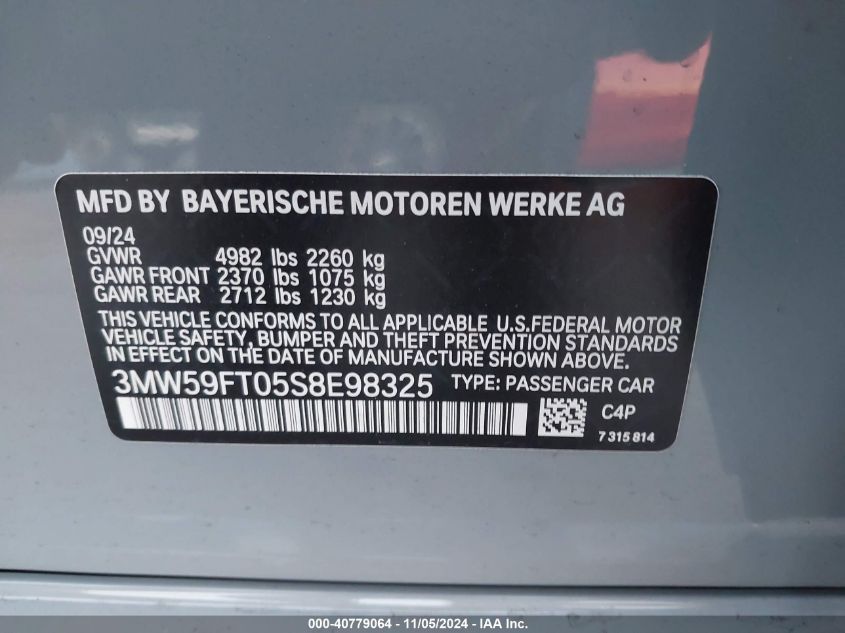 MFD BY BAYERISCHE MOTOREN WERKE AG
09/24
GVWR 4982 lbs 2260 kg
GAWR FRONT 2370 lbs 1075 kg
GAWR REAR 2712 lbs 1230 kg
THIS VEHICLE CONFORMS TO ALL APPLICABLE U.S.FEDERAL MOTOR
VEHICLE SAFETY, BUMPER AND THEFT PREVENTION STANDARDS
IN EFFECT ON THE DATE OF MANUFACTURE SHOWN ABOVE.
3MW59FT05S8E98325 TYPE: PASSENGER CAR
C4P
7 315 814
000-40779064 - 11/05/2024 - IAA Inc.